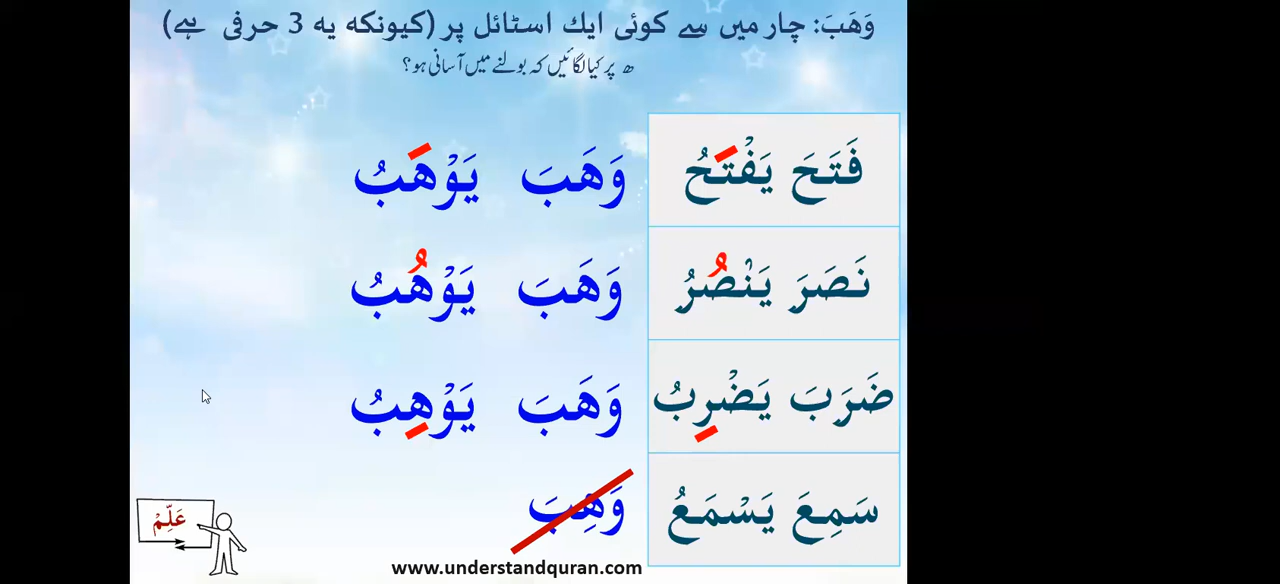 وَهَبَ: چار میں سے کوئی ایك اسٹائل پر (کیونکه یه 3 حرفی ہے)
ھ پر کیا لگائیں کہ بولنے میں آسانی ہو؟
فَتَحَ يَفْتَحُ وَهَبَ يَوْهَبُ
نَصَرَ يَنْصُرُ وَهَبَ يَوْهُبُ
ضَرَبَ يَضْرِبُ وَهَبَ يَوْهِبُ
سَمِعَ يَسْمَعُ وَهِبَ
عَلِّمْ
www.understandquran.com